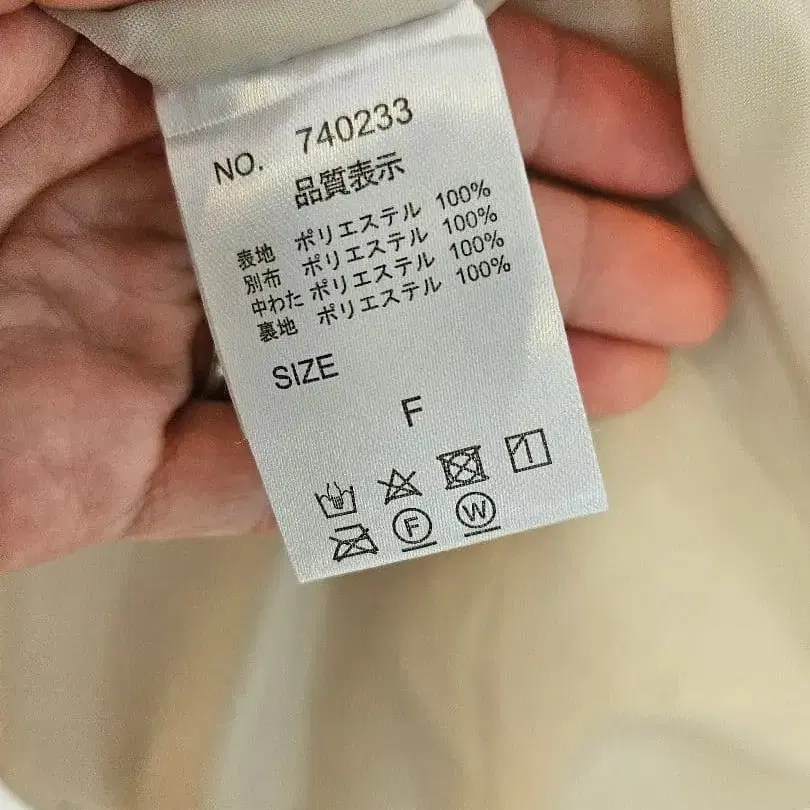 NO. 740233
品質表示
表地 ポリエステル 100%
別布 ポリエステル 100%
中わた ポリエステル 100%
裏地 ポリエステル 100%
SIZE
F
F W